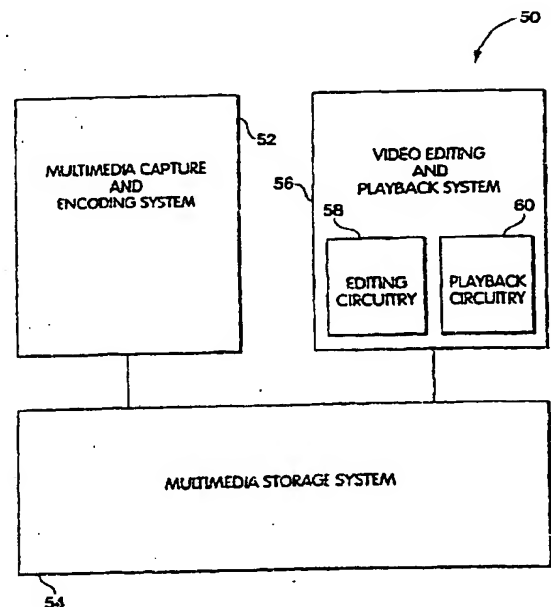 50
52
MULTIMEDIA CAPTURE
AND
ENCODING SYSTEM
VIDEO EDITING
AND
PLAYBACK SYSTEM
56
58
60
EDITING
CIRCUITRY
PLAYBACK
CIRCUITRY
MULTIMEDIA STORAGE SYSTEM
54